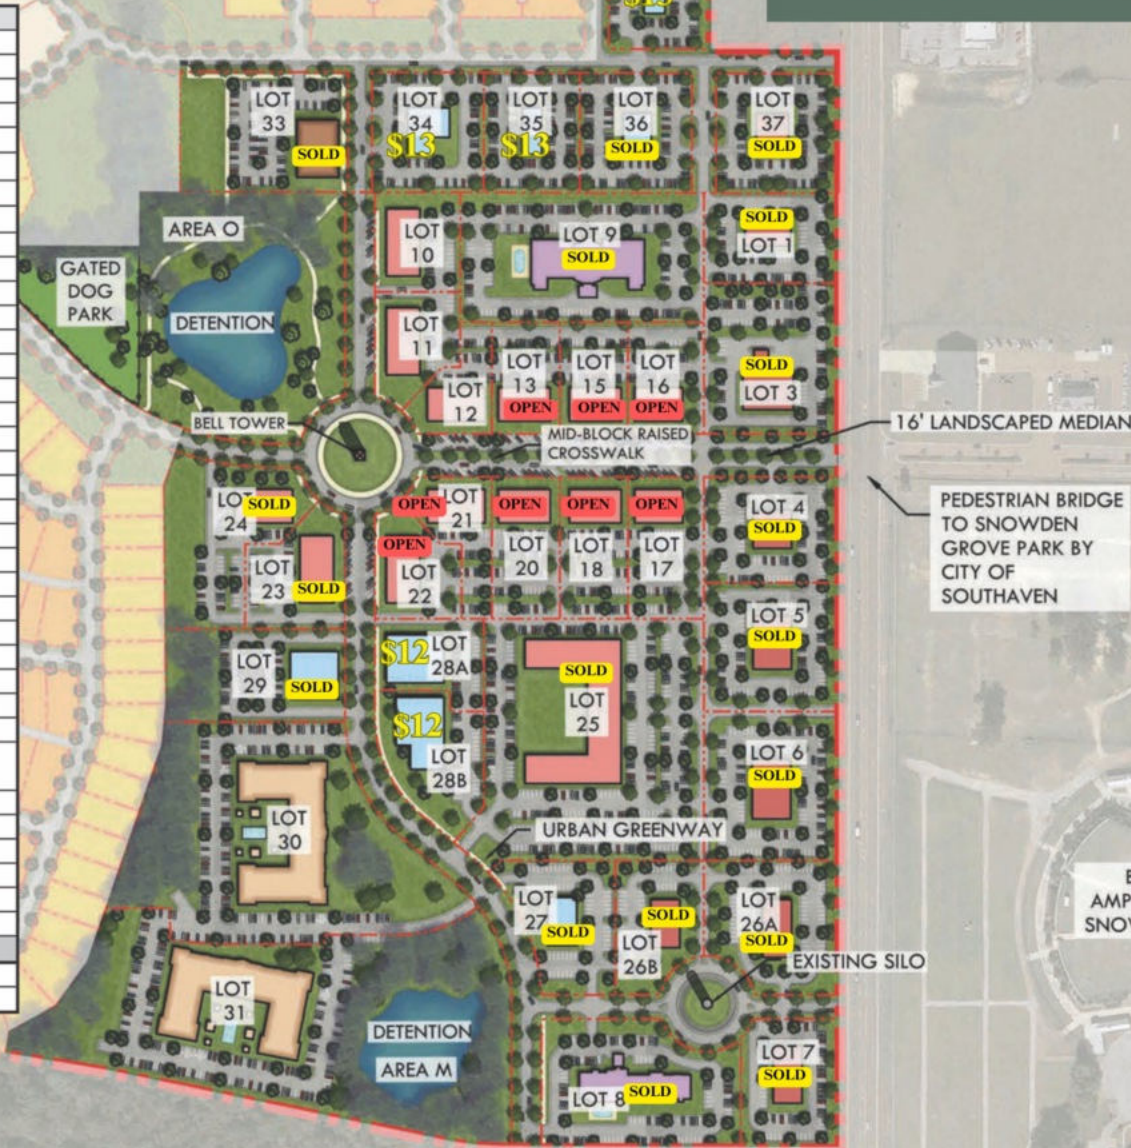 $13
LOT
33
SOLD
LOT
34
$13
LOT
35
$13
LOT
36
SOLD
LOT
37
SOLD
AREA O
GATED
DOG
PARK
DETENTION
LOT
10
LOT 9
SOLD
SOLD
LOT 1
LOT
11
LOT
12
LOT
13
OPEN
LOT
15
OPEN
LOT
16
OPEN
SOLD
LOT 3
BELL TOWER
MID-BLOCK RAISED
CROSSWALK
16' LANDSCAPED MEDIAN
PEDESTRIAN BRIDGE
TO SNOWDEN
GROVE PARK BY
CITY OF
SOUTHAVEN
LOT
24
SOLD
OPEN
LOT
21
OPEN
LOT
20
OPEN
LOT
18
OPEN
LOT
17
LOT 4
SOLD
LOT
23
SOLD
OPEN
LOT
22
LOT 5
SOLD
LOT
29
SOLD
$12
LOT
28A
$12
LOT
28B
SOLD
LOT
25
LOT 6
SOLD
LOT
30
URBAN GREENWAY
LOT
27
SOLD
SOLD
LOT
26B
LOT
26A
SOLD
EXISTING SILO
LOT
31
DETENTION
AREA M
LOT 8
SOLD
LOT 7
SOLD